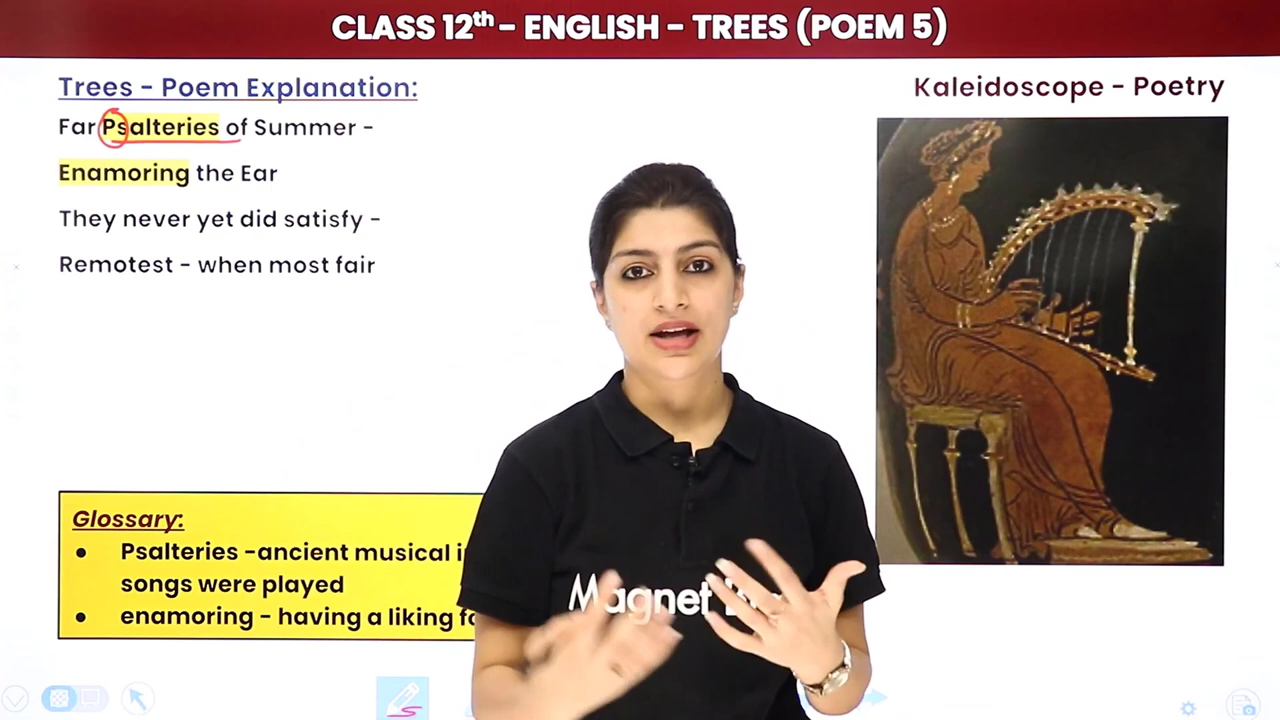 CLASS 12th - ENGLISH - TREES (POEM 5)
Trees - Poem Explanation:
Kaleidoscope - Poetry
Far Psalteries of Summer -
Enamoring the Ear
They never yet did satisfy -
Remotest - when most fair
Glossary:
● Psalteries -ancient musical
songs were played
● enamoring - having a liking
Magnet